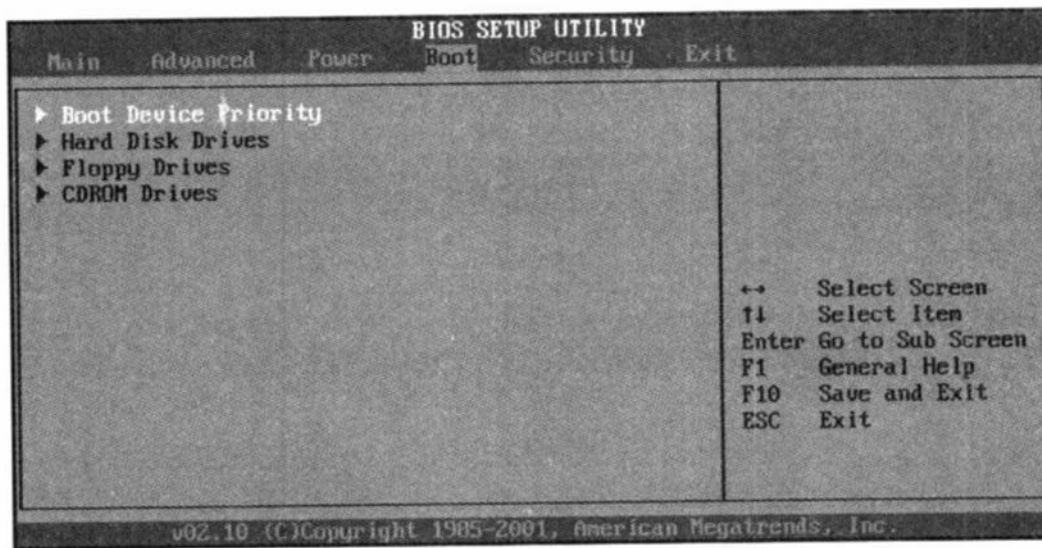 BIOS SETUP UTILITY
Main Advanced Power Boot Security Exit
▶ Boot Device Priority
▶ Hard Disk Drives
▶ Floppy Drives
▶ CDROM Drives
←→ Select Screen
↑↓ Select Item
Enter Go to Sub Screen
F1 General Help
F10 Save and Exit
ESC Exit
v02.10 (C)Copyright 1985-2001, American Megatrends, Inc.